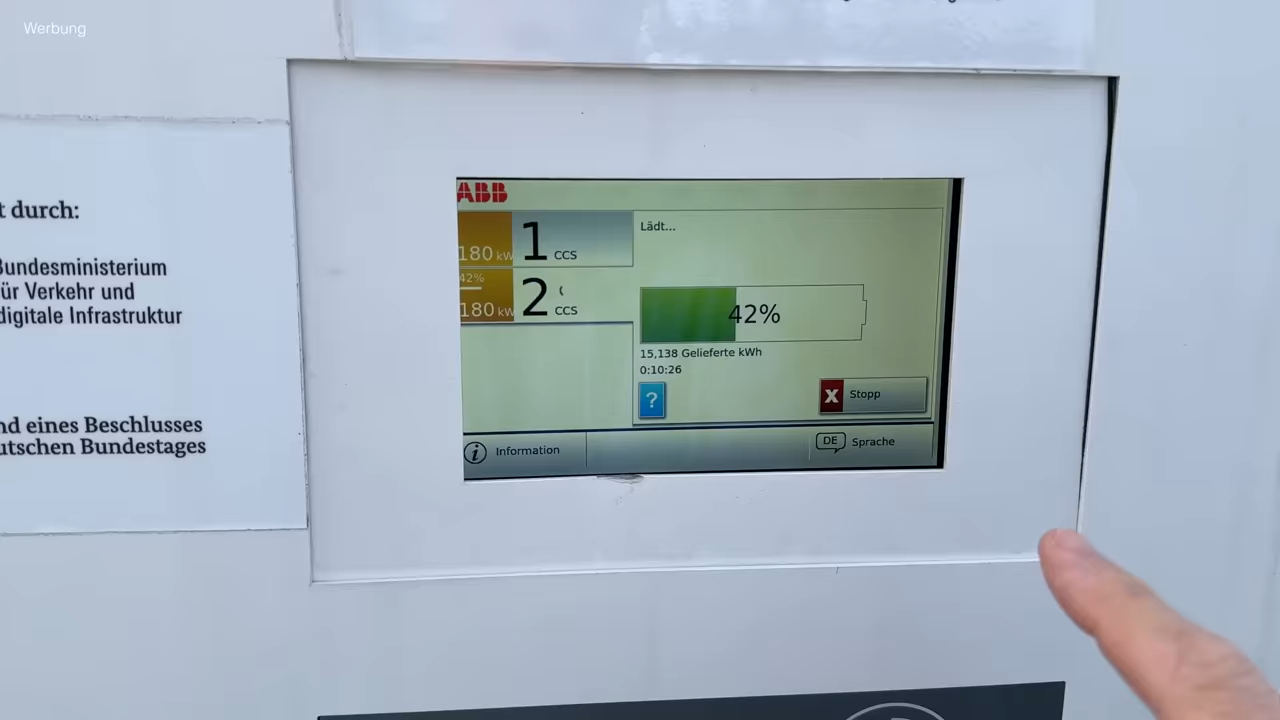 Werbung
t durch:
Bundesministerium
ür Verkehr und
digitale Infrastruktur
nd eines Beschlusses
utschen Bundestages
ABB
180 kW
1 CCS
42%
180 kW
2 CCS
Lädt...
42%
15,138 Gelieferte kWh
0:10:26
?
X Stopp
i Information
DE Sprache